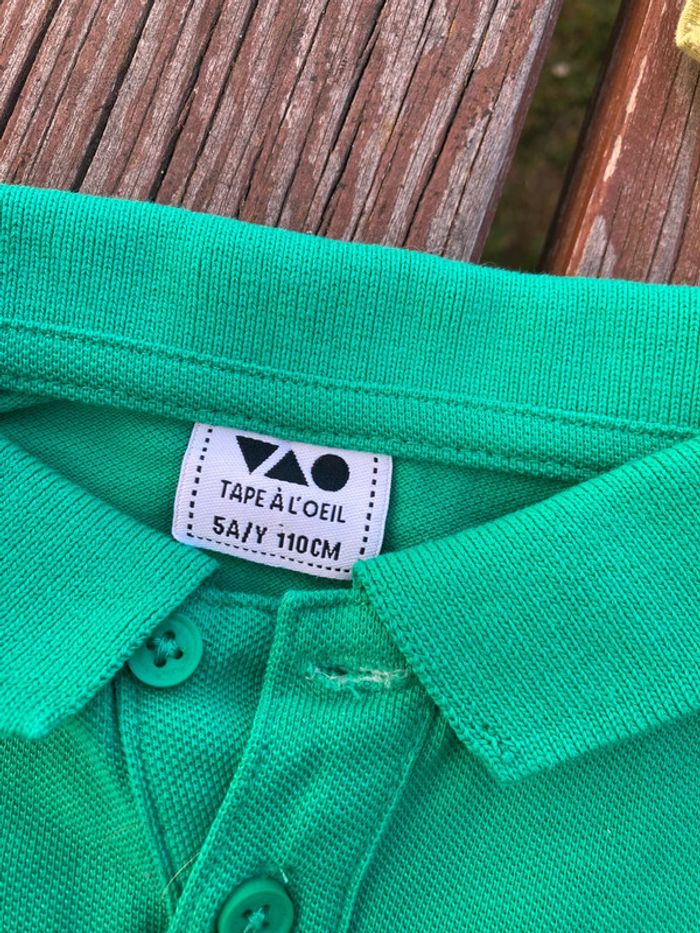 TAPE À L'OEIL
5A/Y 110CM